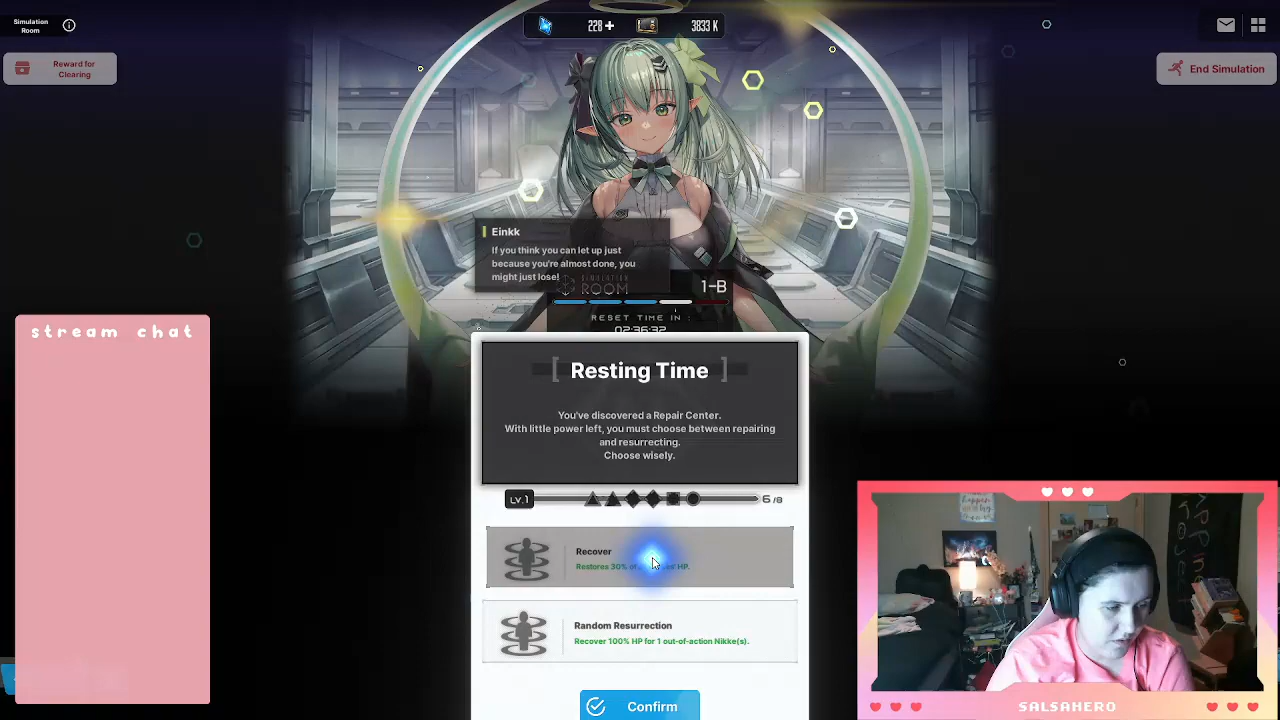 Simulation
Room
228 +
3833 K
Reward for
Clearing
End Simulation
Einkk
If you think you can let up just
because you're almost done, you
might just lose!
SIMULATION
ROOM
1-B
RESET TIME IN :
02:36:32
stream chat
Resting Time
You've discovered a Repair Center.
With little power left, you must choose between repairing
and resurrecting.
Choose wisely.
LV.1
6/8
Recover
Restores 30% of HP.
Random Resurrection
Recover 100% HP for 1 out-of-action Nikke(s).
Confirm
SALSAHERO